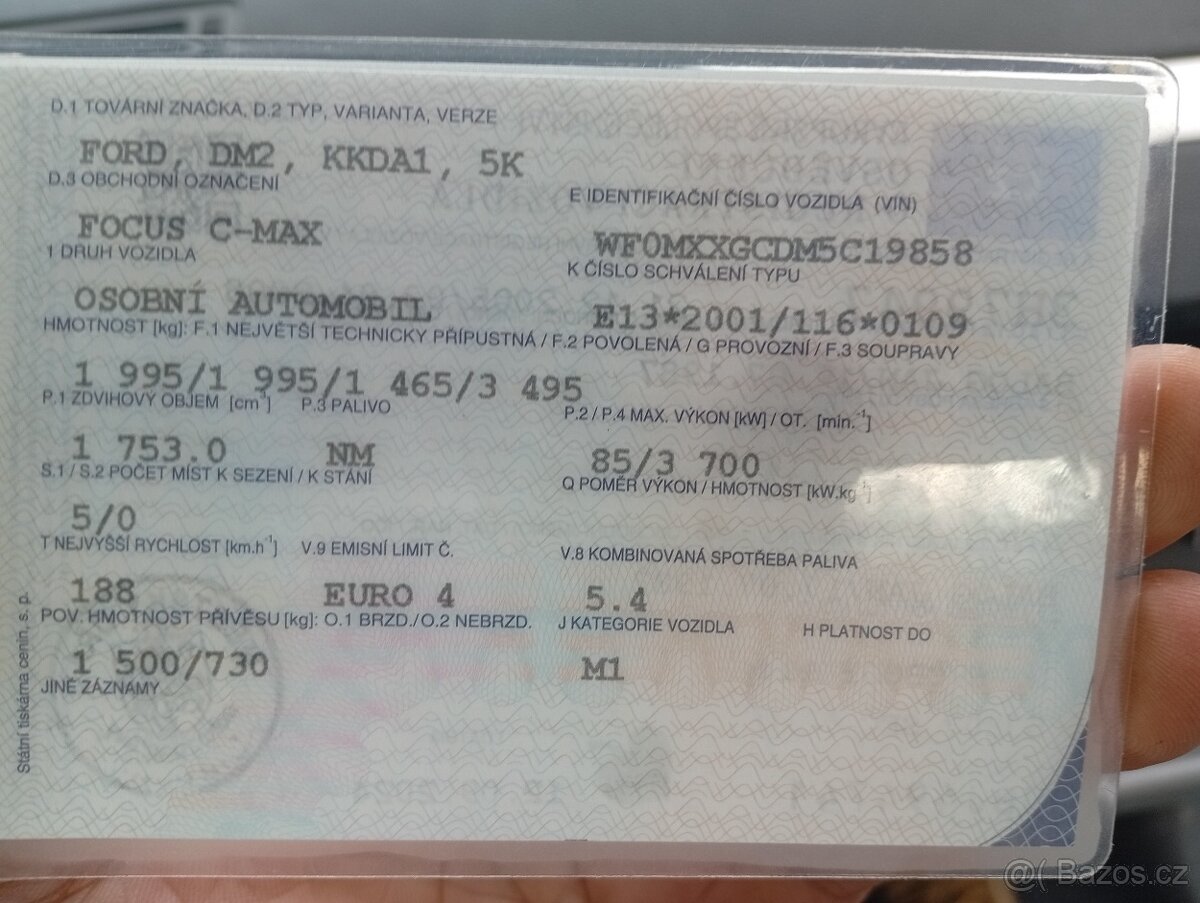 D.1 TOVÁRNÍ ZNAČKA, D.2 TYP, VARIANTA, VERZE
FORD, DM2, KKDA1, 5K
D.3 OBCHODNÍ OZNAČENÍ
E IDENTIFIKAČNÍ ČÍSLO VOZIDLA (VIN)
FOCUS C-MAX
WF0MXXGCDM5C19858
1 DRUH VOZIDLA
K ČÍSLO SCHVÁLENÍ TYPU
OSOBNÍ AUTOMOBIL
E13*2001/116*0109
HMOTNOST [kg]: F.1 NEJVĚTŠÍ TECHNICKY PŘÍPUSTNÁ / F.2 POVOLENÁ / G PROVOZNÍ / F.3 SOUPRAVY
1 995/1 995/1 465/3 495
P.1 ZDVIHOVÝ OBJEM [cm³] P.3 PALIVO
P.2 / P.4 MAX. VÝKON [kW] / OT. [min.⁻¹]
1 753.0 NM
85/3 700
S.1 / S.2 POČET MÍST K SEZENÍ / K STÁNÍ
Q POMĚR VÝKON / HMOTNOST [kW.kg⁻¹]
5/0
T NEJVYŠŠÍ RYCHLOST [km.h⁻¹] V.9 EMISNÍ LIMIT Č.
V.8 KOMBINOVANÁ SPOTŘEBA PALIVA
188 EURO 4
5.4
POV. HMOTNOST PŘÍVĚSU [kg]: O.1 BRZD./O.2 NEBRZD.
J KATEGORIE VOZIDLA H PLATNOST DO
1 500/730
M1
JINÉ ZÁZNAMY
Státní tiskárna cenin, s. p.
@( Bazos.cz